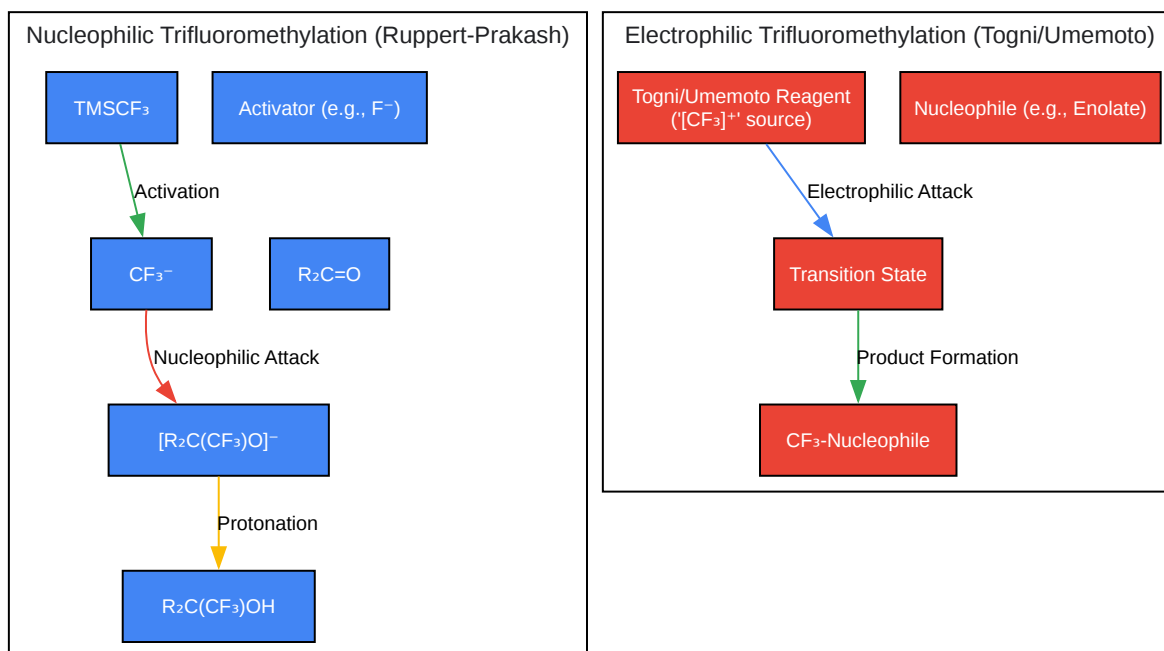 Nucleophilic Trifluoromethylation (Ruppert-Prakash)
TMSCF₃
Activator (e.g., F⁻)
Activation
CF₃⁻
R₂C=O
Nucleophilic Attack
[R₂C(CF₃)O]⁻
Protonation
R₂C(CF₃)OH
Electrophilic Trifluoromethylation (Togni/Umemoto)
Togni/Umemoto Reagent
('[CF₃]⁺' source)
Nucleophile (e.g., Enolate)
Electrophilic Attack
Transition State
Product Formation
CF₃-Nucleophile